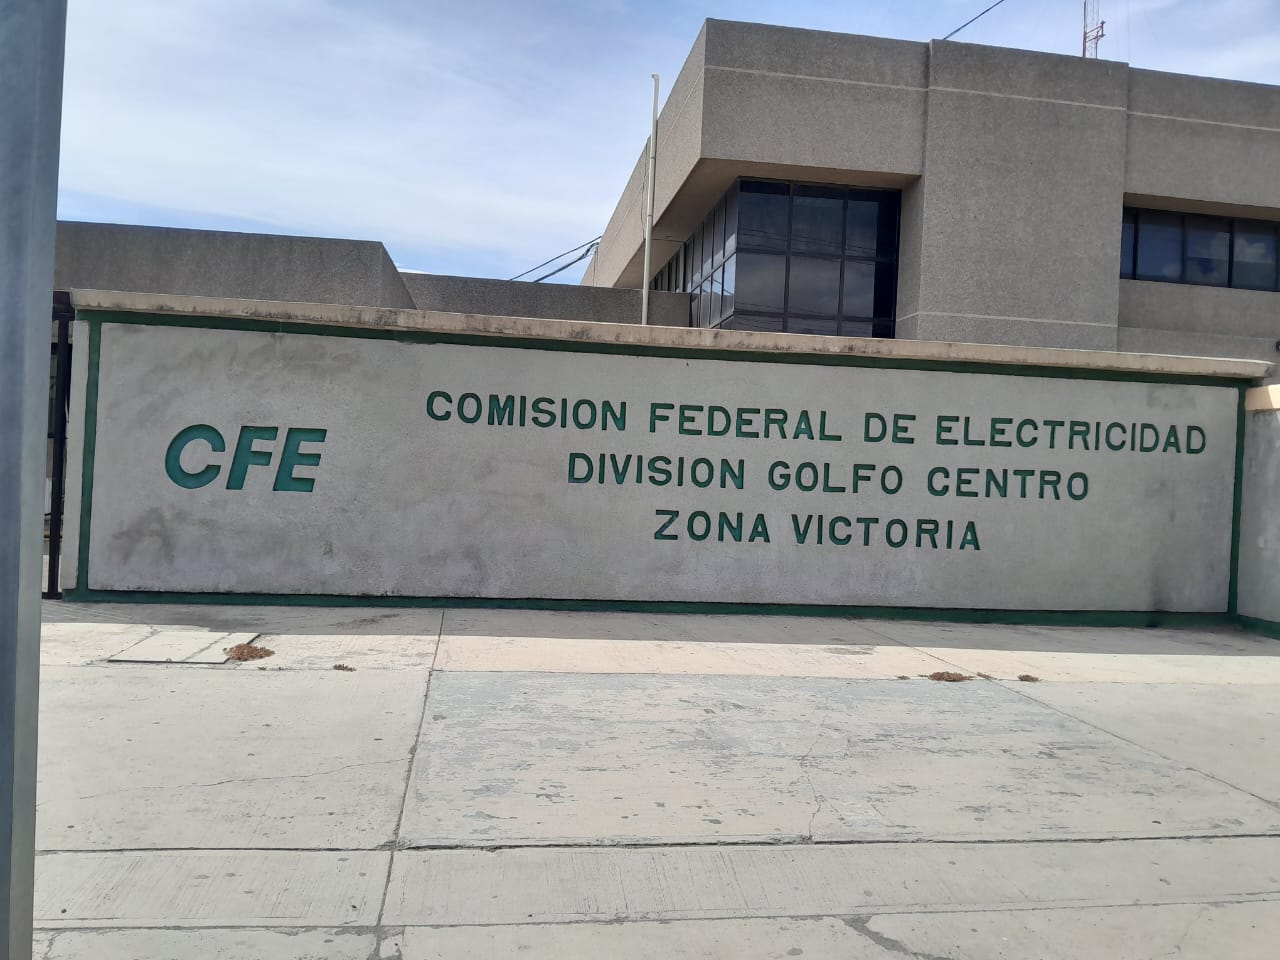 CFE
COMISION FEDERAL DE ELECTRICIDAD
DIVISION GOLFO CENTRO
ZONA VICTORIA